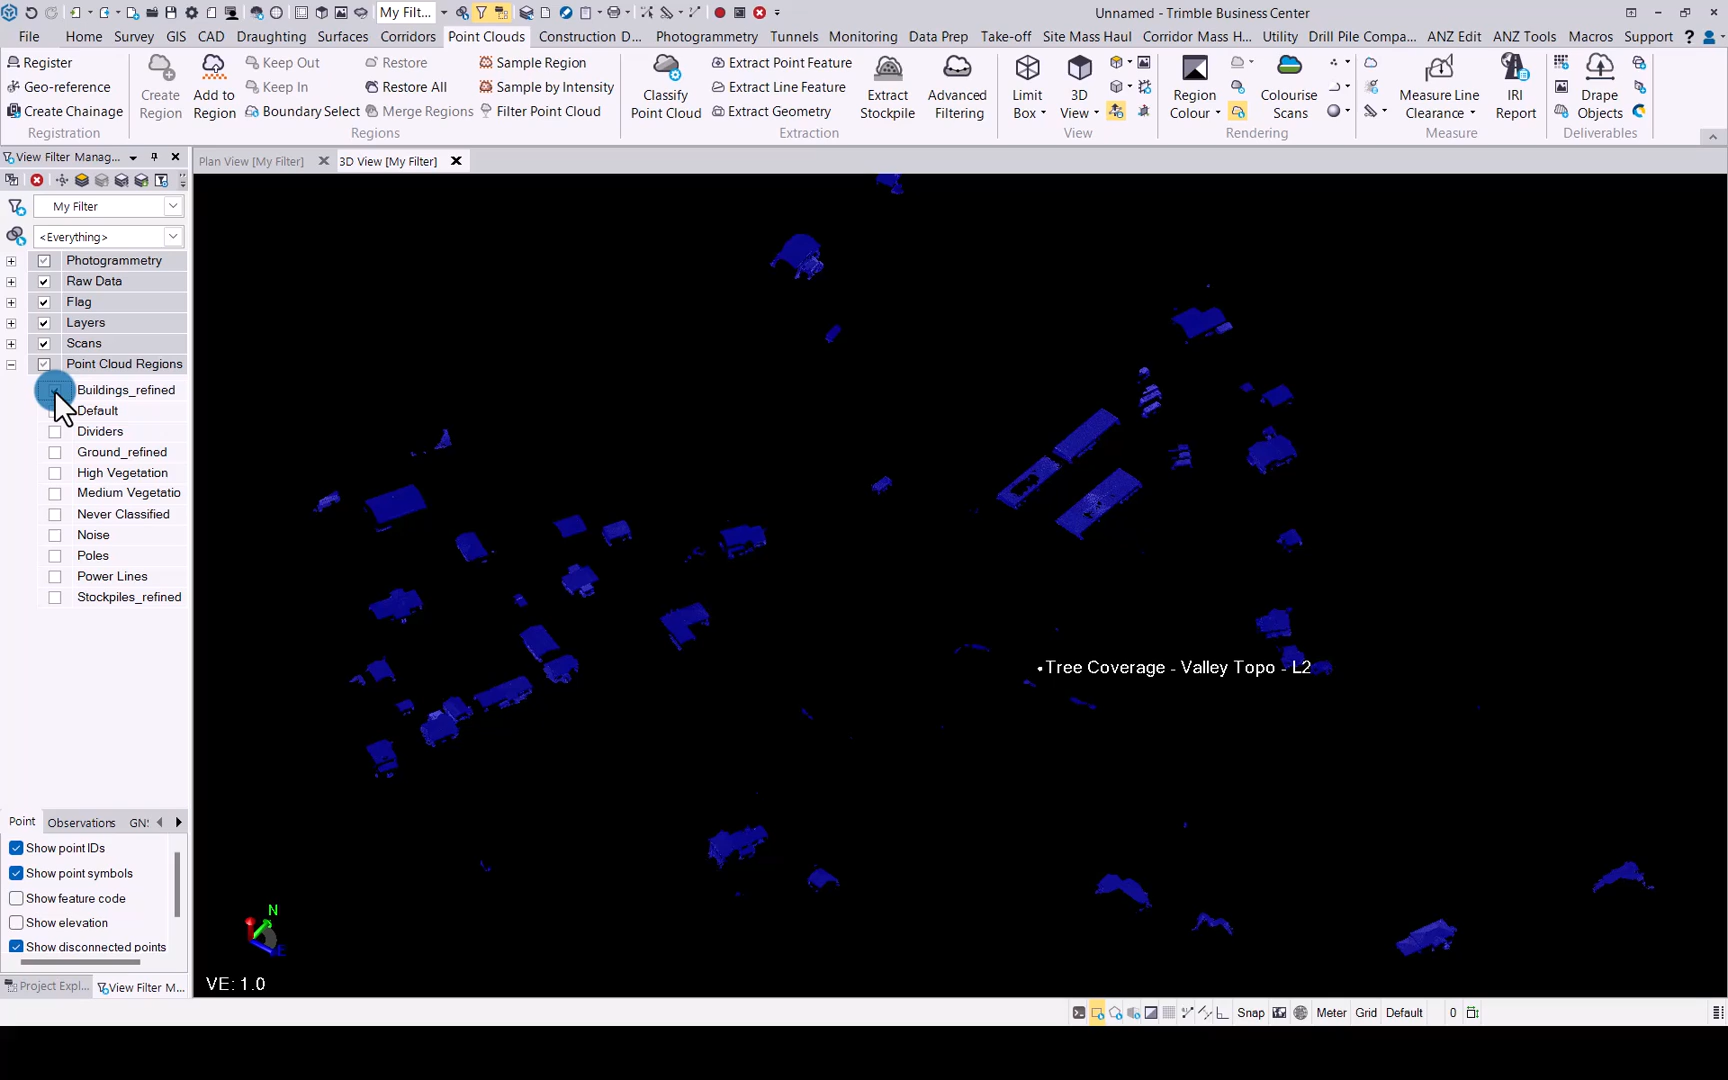 My Filt...
Unnamed - Trimble Business Center
File Home Survey GIS CAD Draughting Surfaces Corridors Point Clouds Construction D... Photogrammetry Tunnels Monitoring Data Prep Take-off Site Mass Haul Corridor Mass H... Utility Drill Pile Compa... ANZ Edit ANZ Tools Macros Support
Register
Geo-reference
Create Chainage
Registration
Create Region
Add to Region
Keep Out
Keep In
Boundary Select
Restore
Restore All
Merge Regions
Regions
Sample Region
Sample by Intensity
Filter Point Cloud
Classify Point Cloud
Extract Point Feature
Extract Line Feature
Extract Geometry
Extract Stockpile
Advanced Filtering
Extraction
Limit Box
3D View
View
Region Colour
Colourise Scans
Rendering
Measure Line Clearance
IRI Report
Measure
Drape Objects
Deliverables
View Filter Manag...
Plan View [My Filter]
3D View [My Filter]
My Filter
<Everything>
Photogrammetry
Raw Data
Flag
Layers
Scans
Point Cloud Regions
Buildings_refined
Default
Dividers
Ground_refined
High Vegetation
Medium Vegetatio
Never Classified
Noise
Poles
Power Lines
Stockpiles_refined
Tree Coverage - Valley Topo - L2
Point Observations GN!
Show point IDs
Show point symbols
Show feature code
Show elevation
Show disconnected points
Project Expl...
View Filter M...
N
VE: 1.0
Snap Meter Grid Default 0